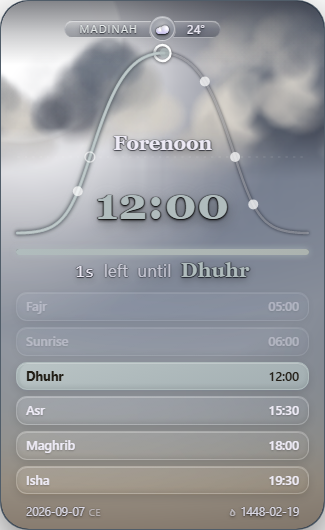 MADINAH 24°
Forenoon
12:00
1s left until Dhuhr
Fajr 05:00
Sunrise 06:00
Dhuhr 12:00
Asr 15:30
Maghrib 18:00
Isha 19:30
2026-09-07 CE 1448-02-19